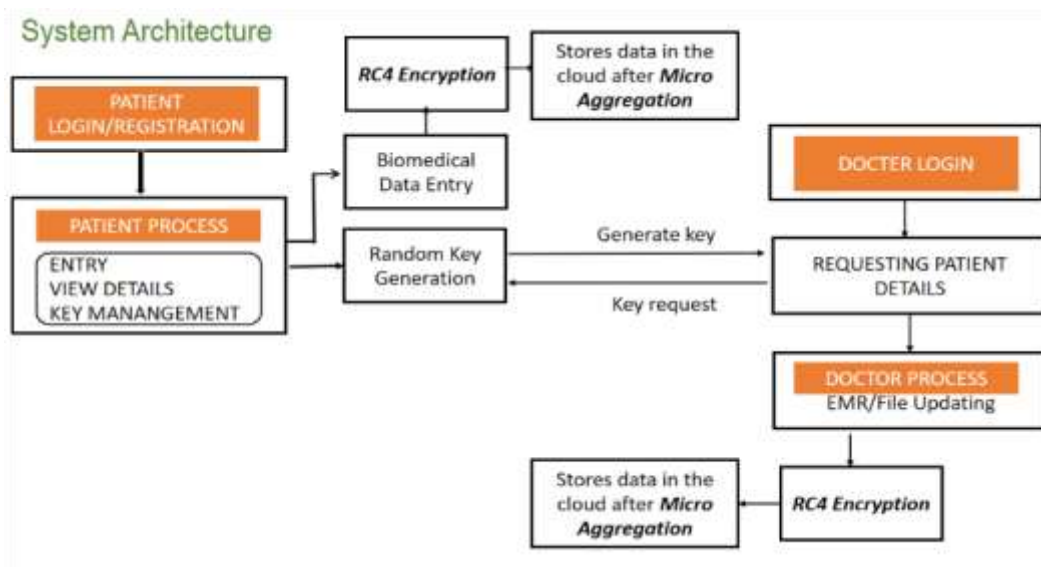 System Architecture
PATIENT
LOGIN/REGISTRATION
PATIENT PROCESS
ENTRY
VIEW DETAILS
KEY MANANGEMENT
RC4 Encryption
Stores data in the
cloud after Micro
Aggregation
Biomedical
Data Entry
Random Key
Generation
Generate key
Key request
DOCTER LOGIN
REQUESTING PATIENT
DETAILS
DOCTOR PROCESS
EMR/File Updating
RC4 Encryption
Stores data in the
cloud after Micro
Aggregation